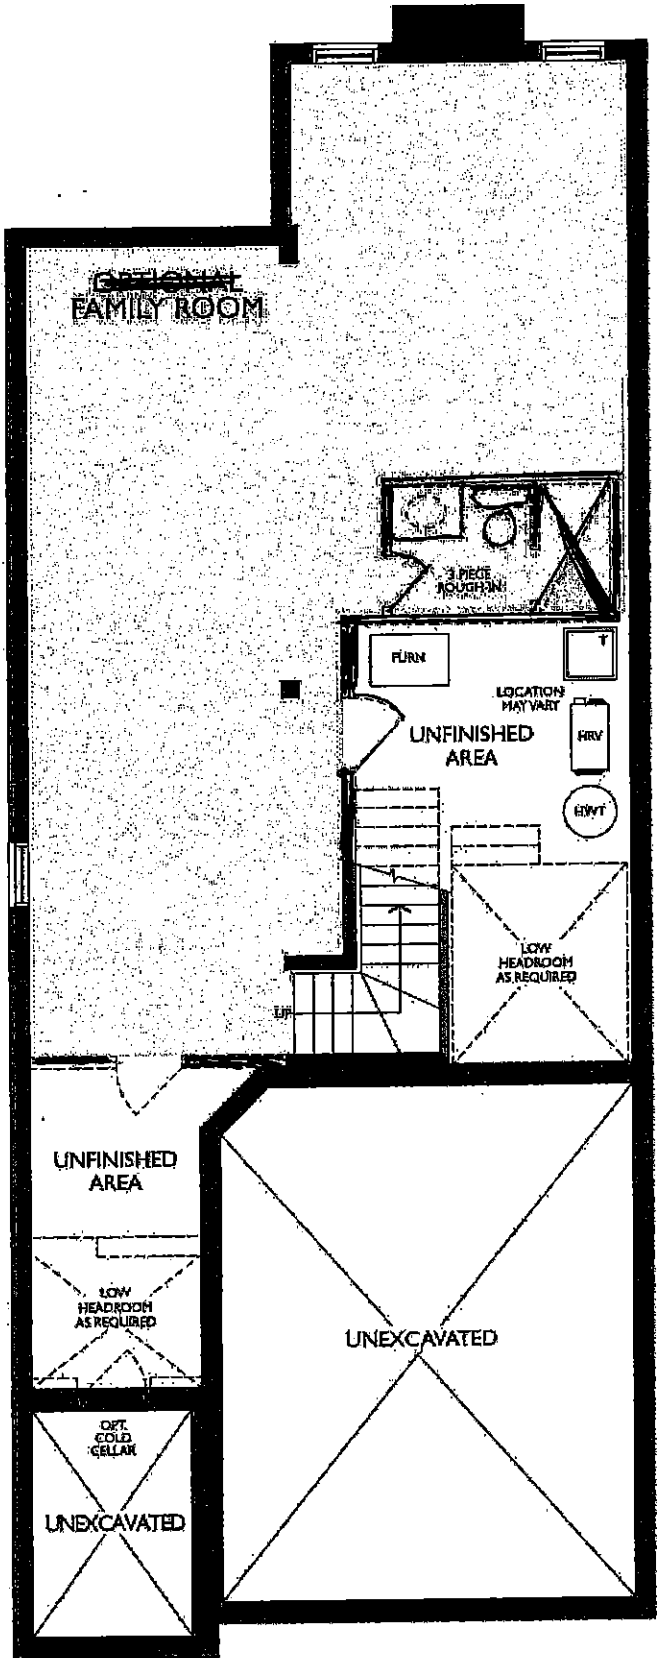 OPTIONAL
FAMILY ROOM
3 PIECE
ROUGH-IN
FURN
LOCATION
MAY VARY
UNFINISHED
AREA
HRV
HWT
LOW
HEADROOM
AS REQUIRED
UP
UNFINISHED
AREA
LOW
HEADROOM
AS REQUIRED
UNEXCAVATED
OPT.
COLD
CELLAR
UNEXCAVATED